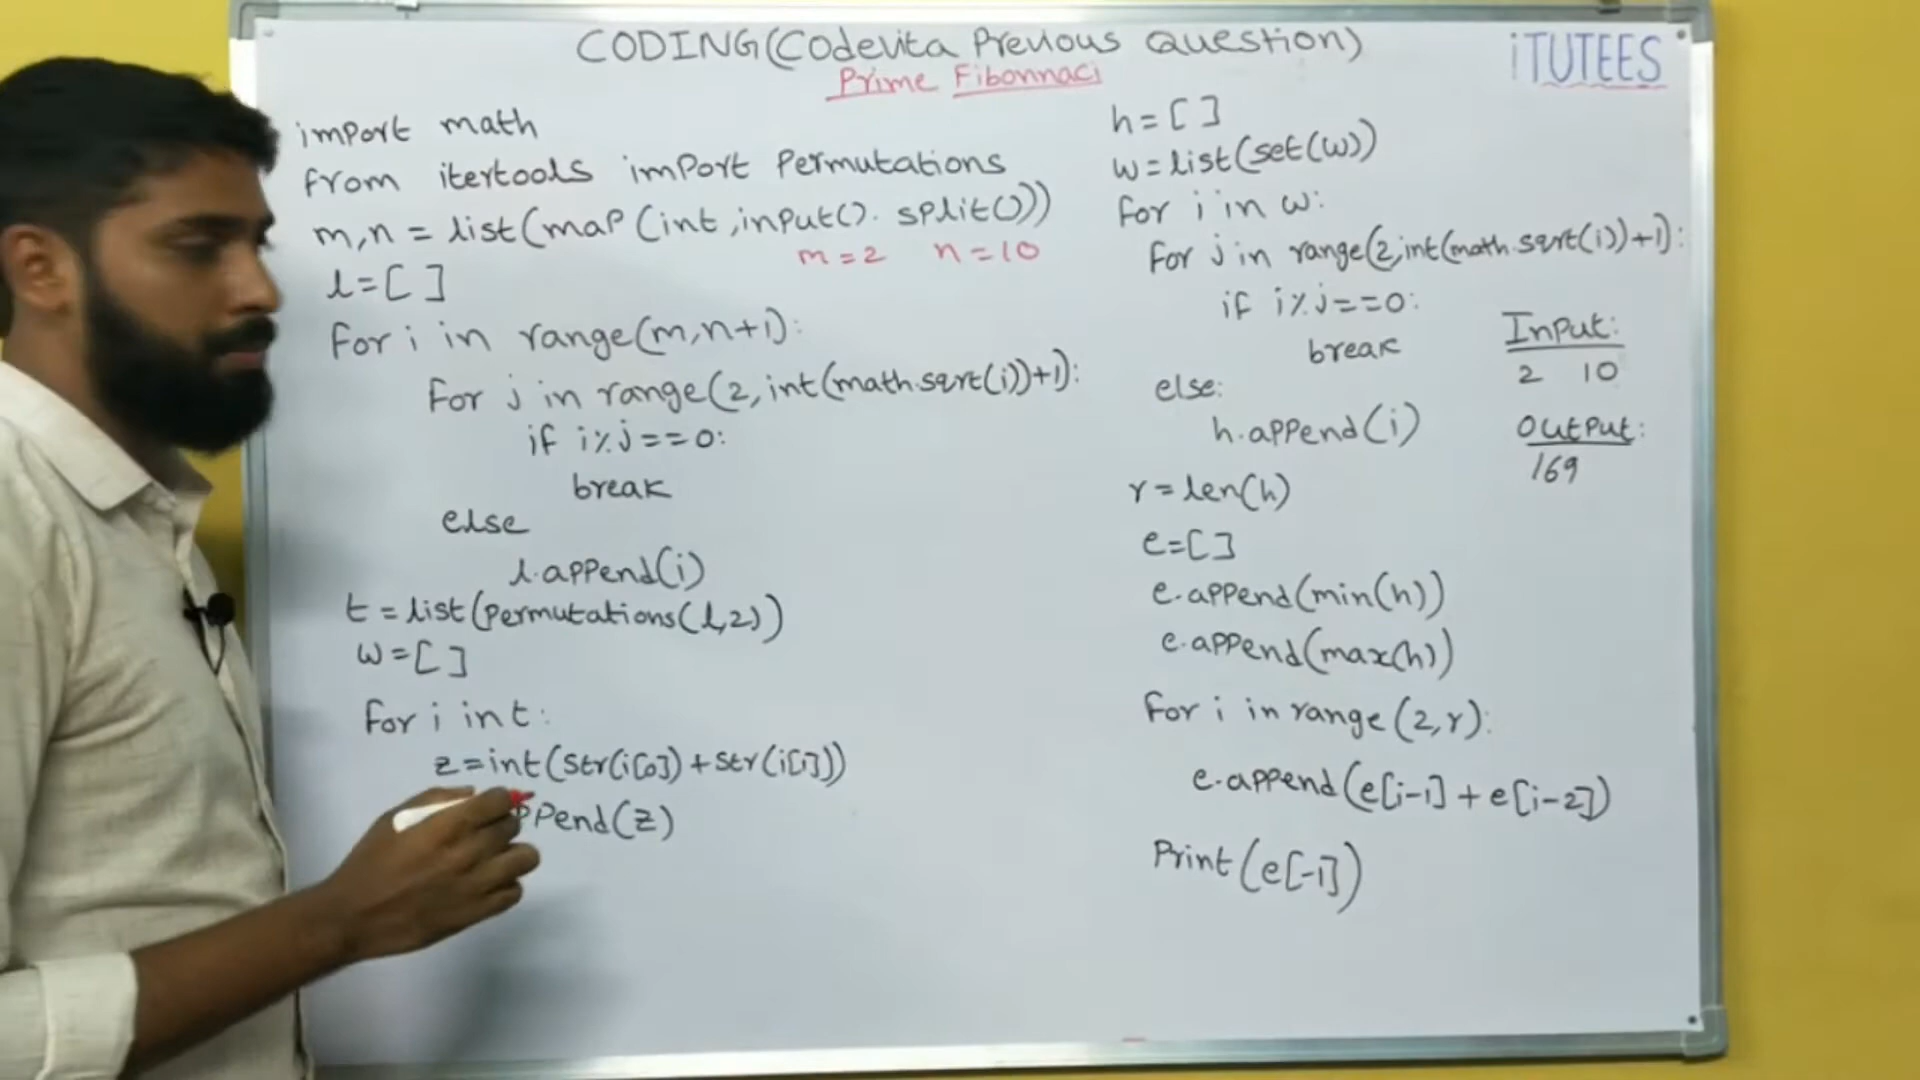 CODING(Codevita Previous Question)
Prime Fibonnaci
iTUTEES
import math
from itertools import Permutations
m,n = list(map(int,input().split()))
m=2 n=10
l=[]
for i in range(m,n+1):
for j in range(2,int(math.sqrt(i))+1):
if i%j==0:
break
else
l.append(i)
t=list(permutations(l,2))
w=[]
for i in t:
z=int(str(i[0])+str(i[1]))
ppend(z)
h=[]
w=list(set(w))
for i in w:
for j in range(2,int(math.sqrt(i))+1):
if i%j==0:
break
else:
h.append(i)
r=len(h)
e=[]
e.append(min(h))
e.append(max(h))
for i in range(2,r):
e.append(e[i-1]+e[i-2])
Print(e[-1])
Input:
2 10
Output:
169